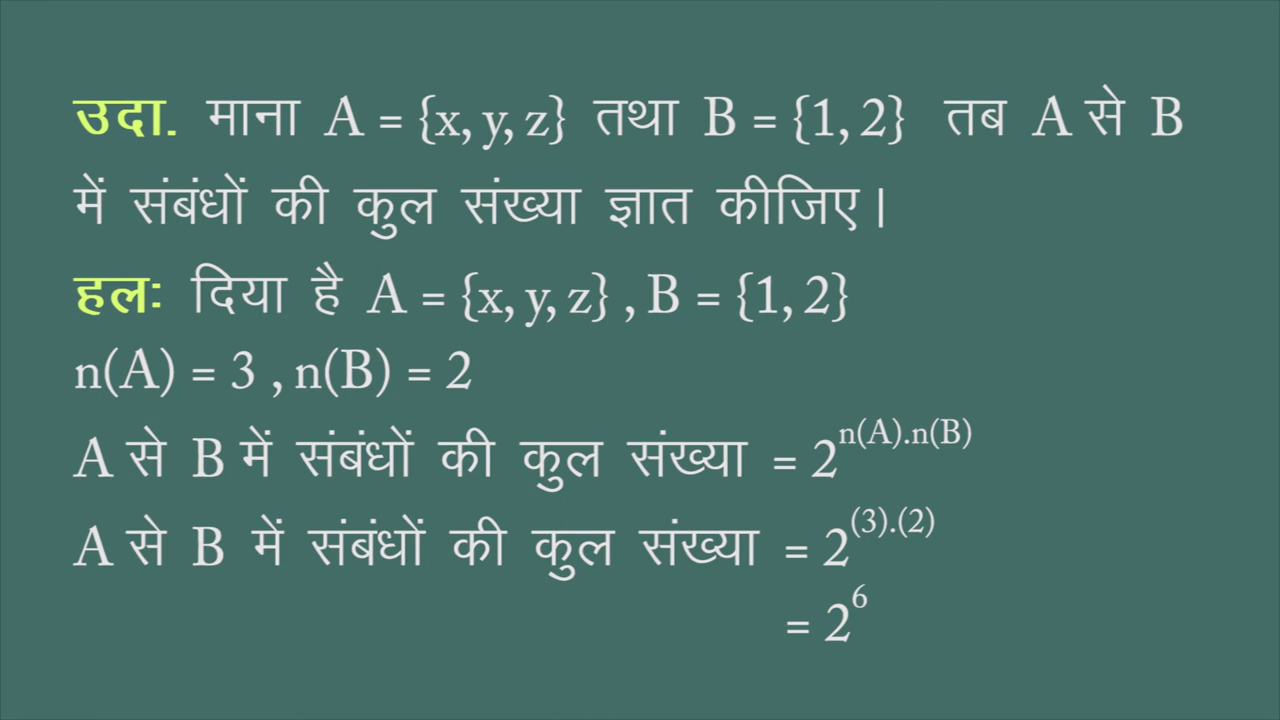 उदा. माना A = {x, y, z} तथा B = {1, 2} तब A से B
में संबंधों की कुल संख्या ज्ञात कीजिए।
हलः दिया है A = {x, y, z} , B = {1, 2}
n(A) = 3 , n(B) = 2
A से B में संबंधों की कुल संख्या = 2^{n(A).n(B)}
A से B में संबंधों की कुल संख्या = 2^{(3).(2)}
= 2^6